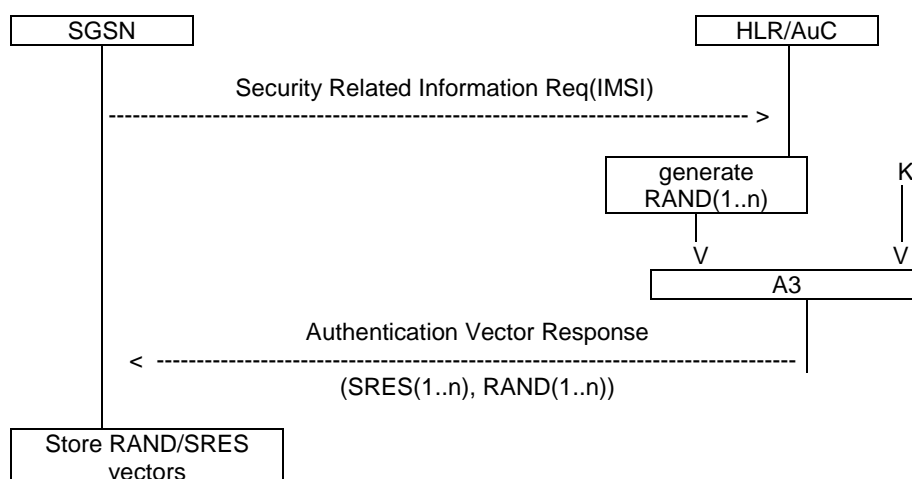 SGSN
HLR/AuC
Security Related Information Req(IMSI)
------------------------------------------------------------------------------- >
generate
RAND(1..n)
K
V
V
A3
Authentication Vector Response
< -------------------------------------------------------------------------------
(SRES(1..n), RAND(1..n))
Store RAND/SRES
vectors